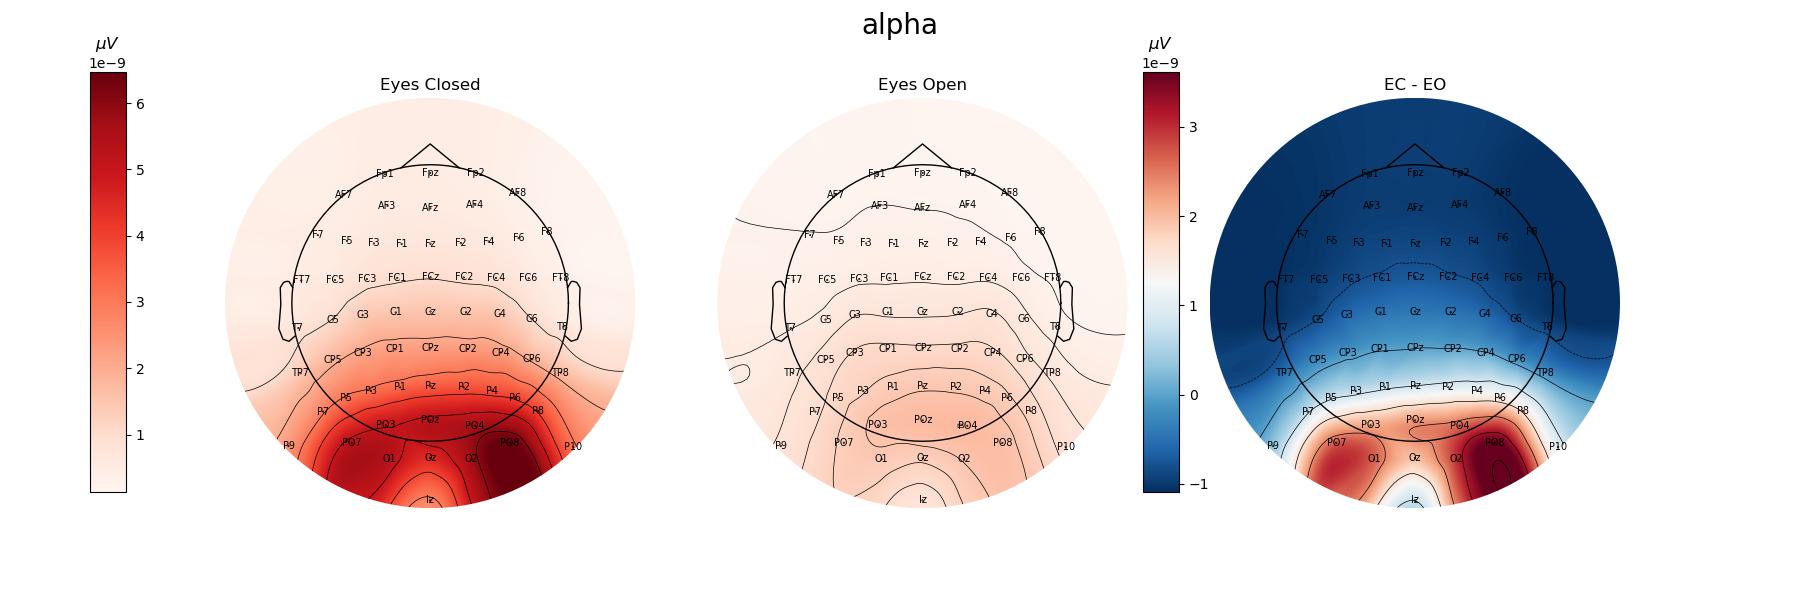 alpha
μV
1e−9
6
5
4
3
2
1
Eyes Closed
Fp1 Fpz Fp2
AF7 AF8
AF3 AFz AF4
F7 F5 F3 F1 Fz F2 F4 F6 F8
FT7 FC5 FC3 FC1 FCz FC2 FC4 FC6 FT8
T7 C5 C3 C1 Cz C2 C4 C6 T8
TP7 CP5 CP3 CP1 CPz CP2 CP4 CP6 TP8
P9 P7 P5 P3 P1 Pz P2 P4 P6 P8 P10
PO7 PO3 POz PO4 PO8
O1 Oz O2
Iz
Eyes Open
Fp1 Fpz Fp2
AF7 AF8
AF3 AFz AF4
F7 F5 F3 F1 Fz F2 F4 F6 F8
FT7 FC5 FC3 FC1 FCz FC2 FC4 FC6 FT8
T7 C5 C3 C1 Cz C2 C4 C6 T8
TP7 CP5 CP3 CP1 CPz CP2 CP4 CP6 TP8
P9 P7 P5 P3 P1 Pz P2 P4 P6 P8 P10
PO7 PO3 POz PO4 PO8
O1 Oz O2
Iz
μV
1e−9
3
2
1
0
−1
EC - EO
Fp1 Fpz Fp2
AF7 AF8
AF3 AFz AF4
F7 F5 F3 F1 Fz F2 F4 F6 F8
FT7 FC5 FC3 FC1 FCz FC2 FC4 FC6 FT8
T7 C5 C3 C1 Cz C2 C4 C6 T8
TP7 CP5 CP3 CP1 CPz CP2 CP4 CP6 TP8
P9 P7 P5 P3 P1 Pz P2 P4 P6 P8 P10
PO7 PO3 POz PO4 PO8
O1 Oz O2
Iz